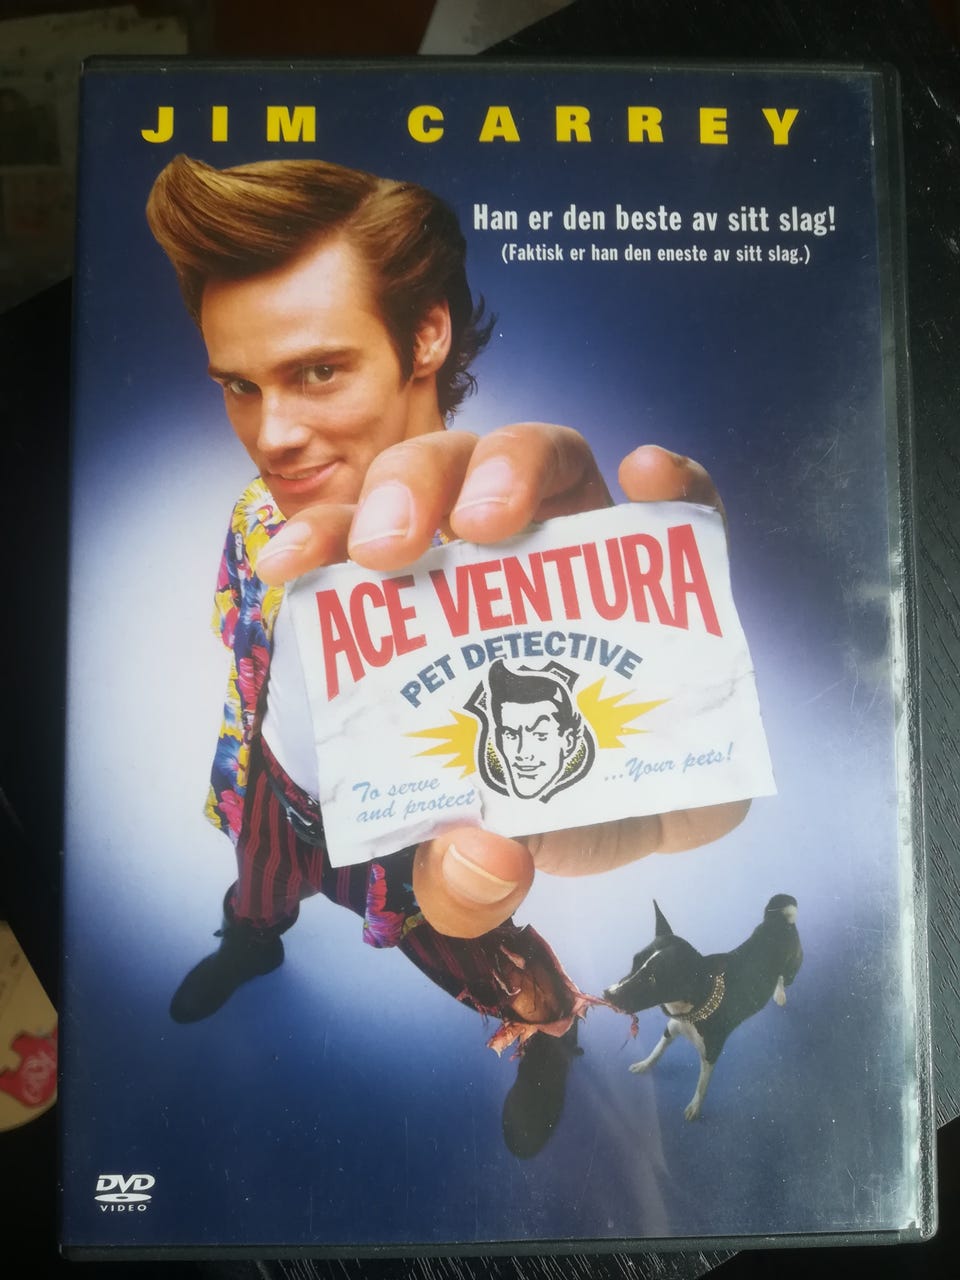 JIM CARREY
Han er den beste av sitt slag!
(Faktisk er han den eneste av sitt slag.)
ACE VENTURA
PET DETECTIVE
To serve
and protect
...Your pets!
DVD
VIDEO